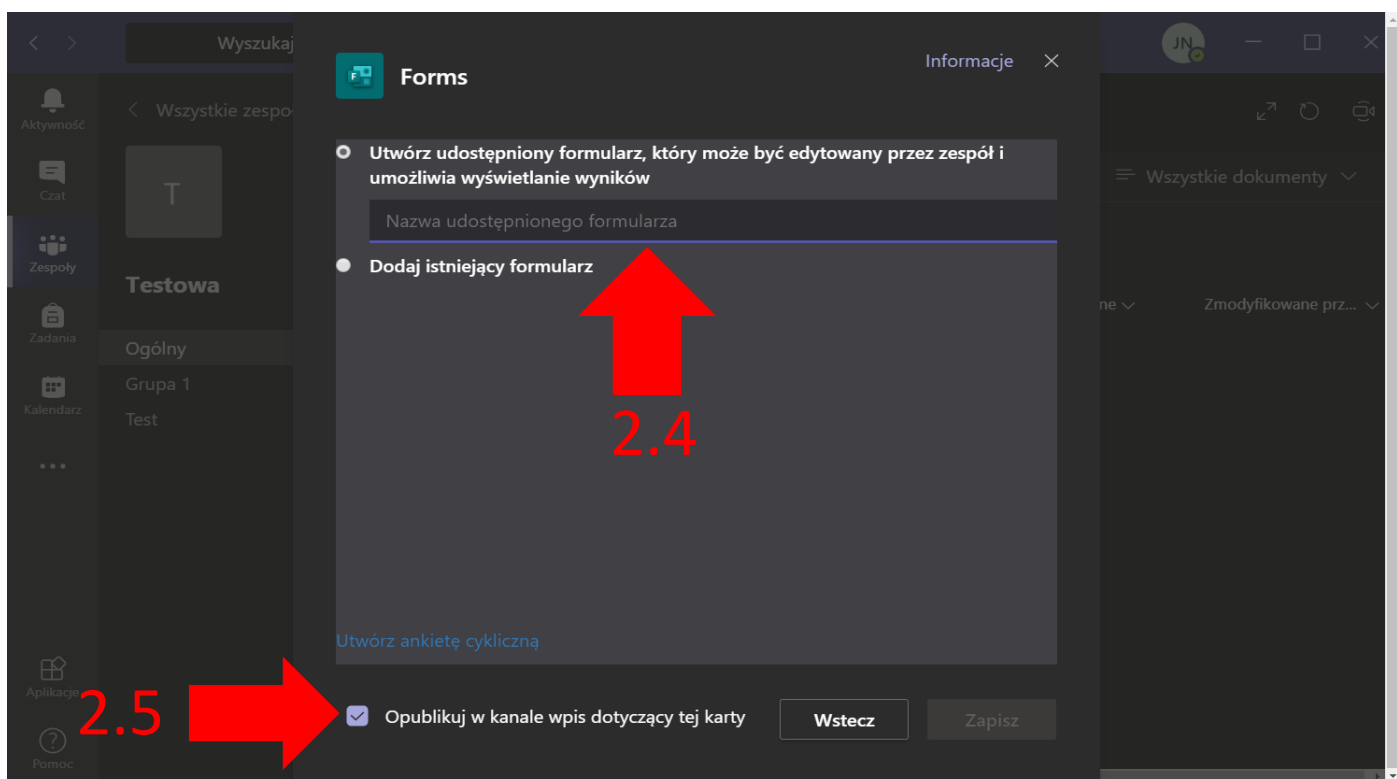 Wyszukaj
JN
Forms
Informacje
Aktywność
Wszystkie zespo
Utwórz udostępniony formularz, który może być edytowany przez zespół i
umożliwia wyświetlanie wyników
Czat
T
Wszystkie dokumenty
Nazwa udostępnionego formularza
Zespoły
Dodaj istniejący formularz
Testowa
ne
Zmodyfikowane prz...
Zadania
Ogólny
Grupa 1
Kalendarz
Test
2.4
Utwórz ankietę cykliczną
Aplikacje
2.5
Opublikuj w kanale wpis dotyczący tej karty
Wstecz
Zapisz
Pomoc